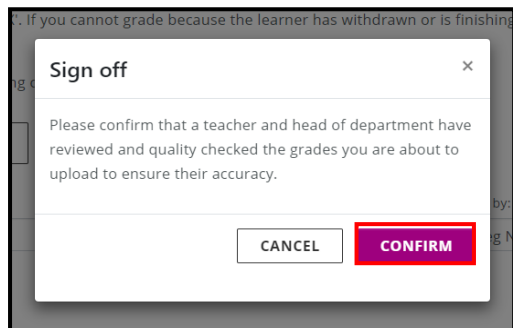 '. If you cannot grade because the learner has withdrawn or is finishing
ng
Sign off
×
Please confirm that a teacher and head of department have
reviewed and quality checked the grades you are about to
upload to ensure their accuracy.
by:
CANCEL
CONFIRM